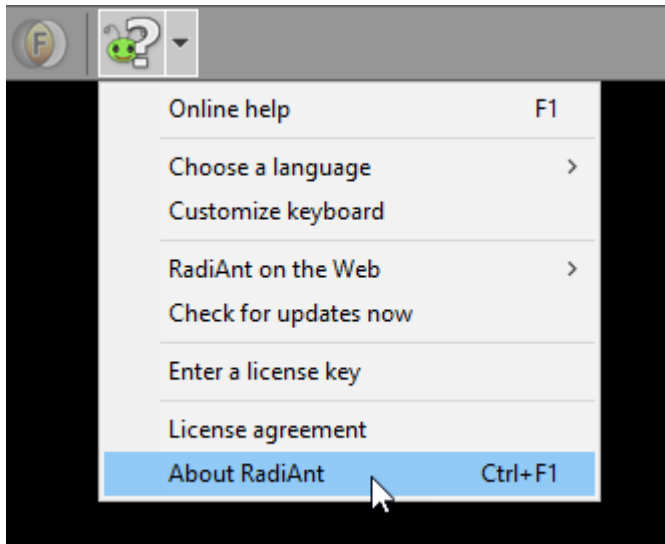 F
Online help F1
Choose a language
Customize keyboard
RadiAnt on the Web
Check for updates now
Enter a license key
License agreement
About RadiAnt Ctrl+F1